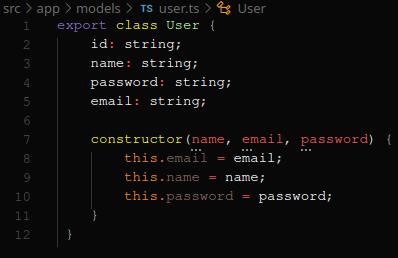 src > app > models > TS user.ts > User
1 export class User {
2 id: string;
3 name: string;
4 password: string;
5 email: string;
6
7 constructor(name, email, password) {
8 this.email = email;
9 this.name = name;
10 this.password = password;
11 }
12 }